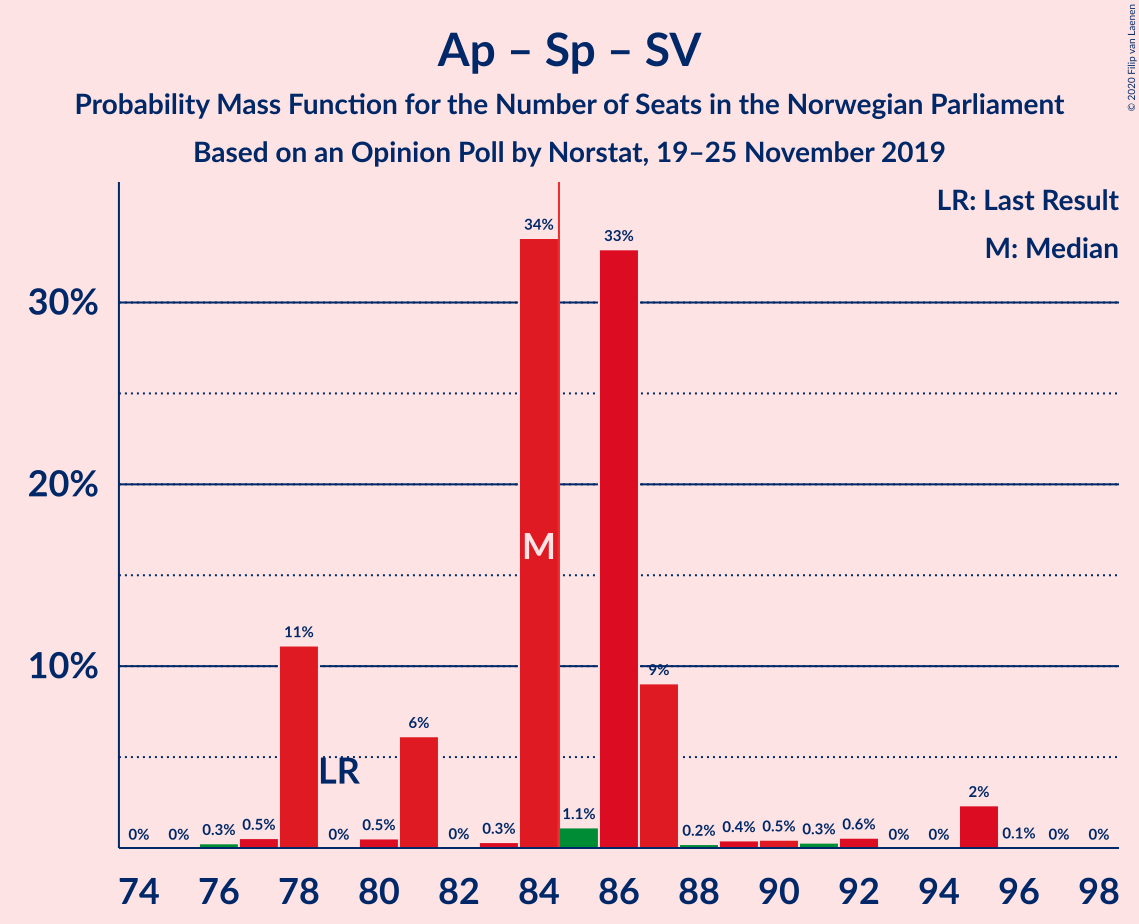 Ap – Sp – SV
Probability Mass Function for the Number of Seats in the Norwegian Parliament
Based on an Opinion Poll by Norstat, 19–25 November 2019
© 2020 Filip van Laenen
LR: Last Result
M: Median
30%
20%
10%
0% 0% 0.3% 0.5% 11% 0% 0.5% 6% 0% 0.3% 34% 1.1% 33% 9% 0.2% 0.4% 0.5% 0.3% 0.6% 0% 0% 2% 0.1% 0% 0%
M
LR
74 76 78 80 82 84 86 88 90 92 94 96 98